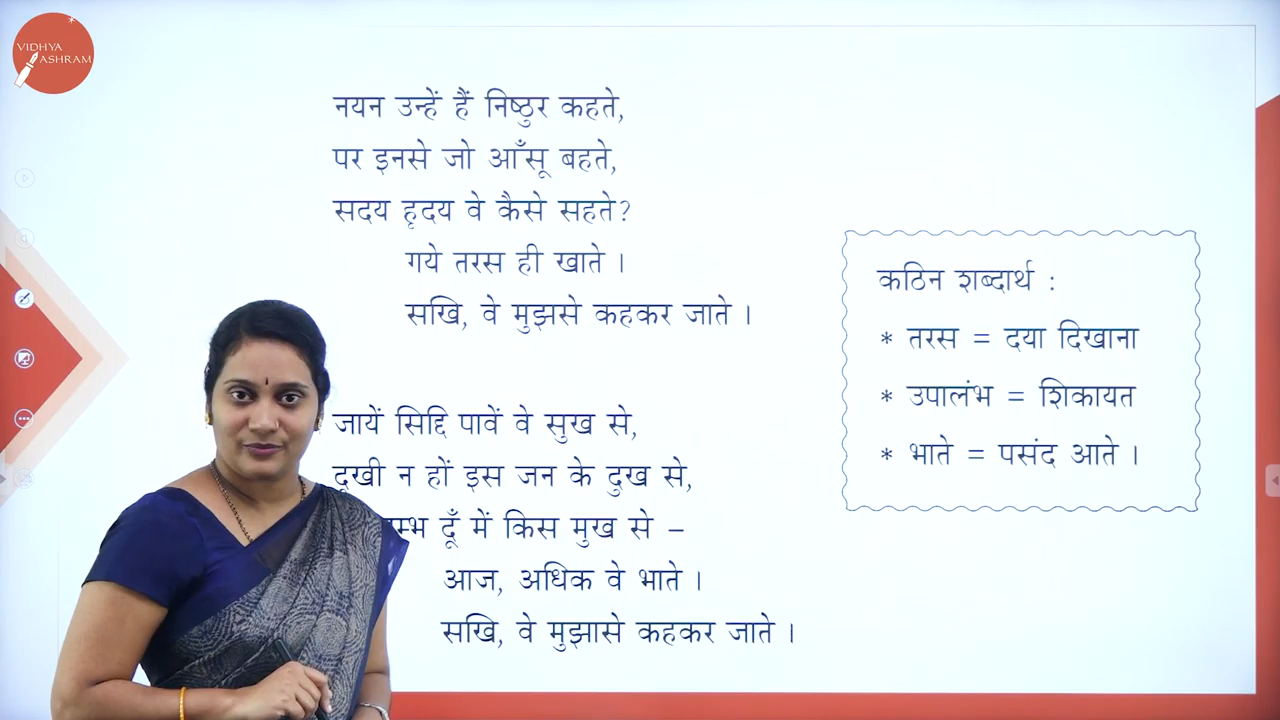 VIDHYA
ASHRAM
नयन उन्हें हैं निष्ठुर कहते,
पर इनसे जो आँसू बहते,
सदय हृदय वे कैसे सहते?
गये तरस ही खाते ।
सखि, वे मुझसे कहकर जाते ।
जायें सिद्दि पावें वे सुख से,
दूखी न हों इस जन के दुख से,
दूँ में किस मुख से –
आज, अधिक वे भाते ।
सखि, वे मुझासे कहकर जाते ।
कठिन शब्दार्थ :
* तरस = दया दिखाना
* उपालंभ = शिकायत
* भाते = पसंद आते ।